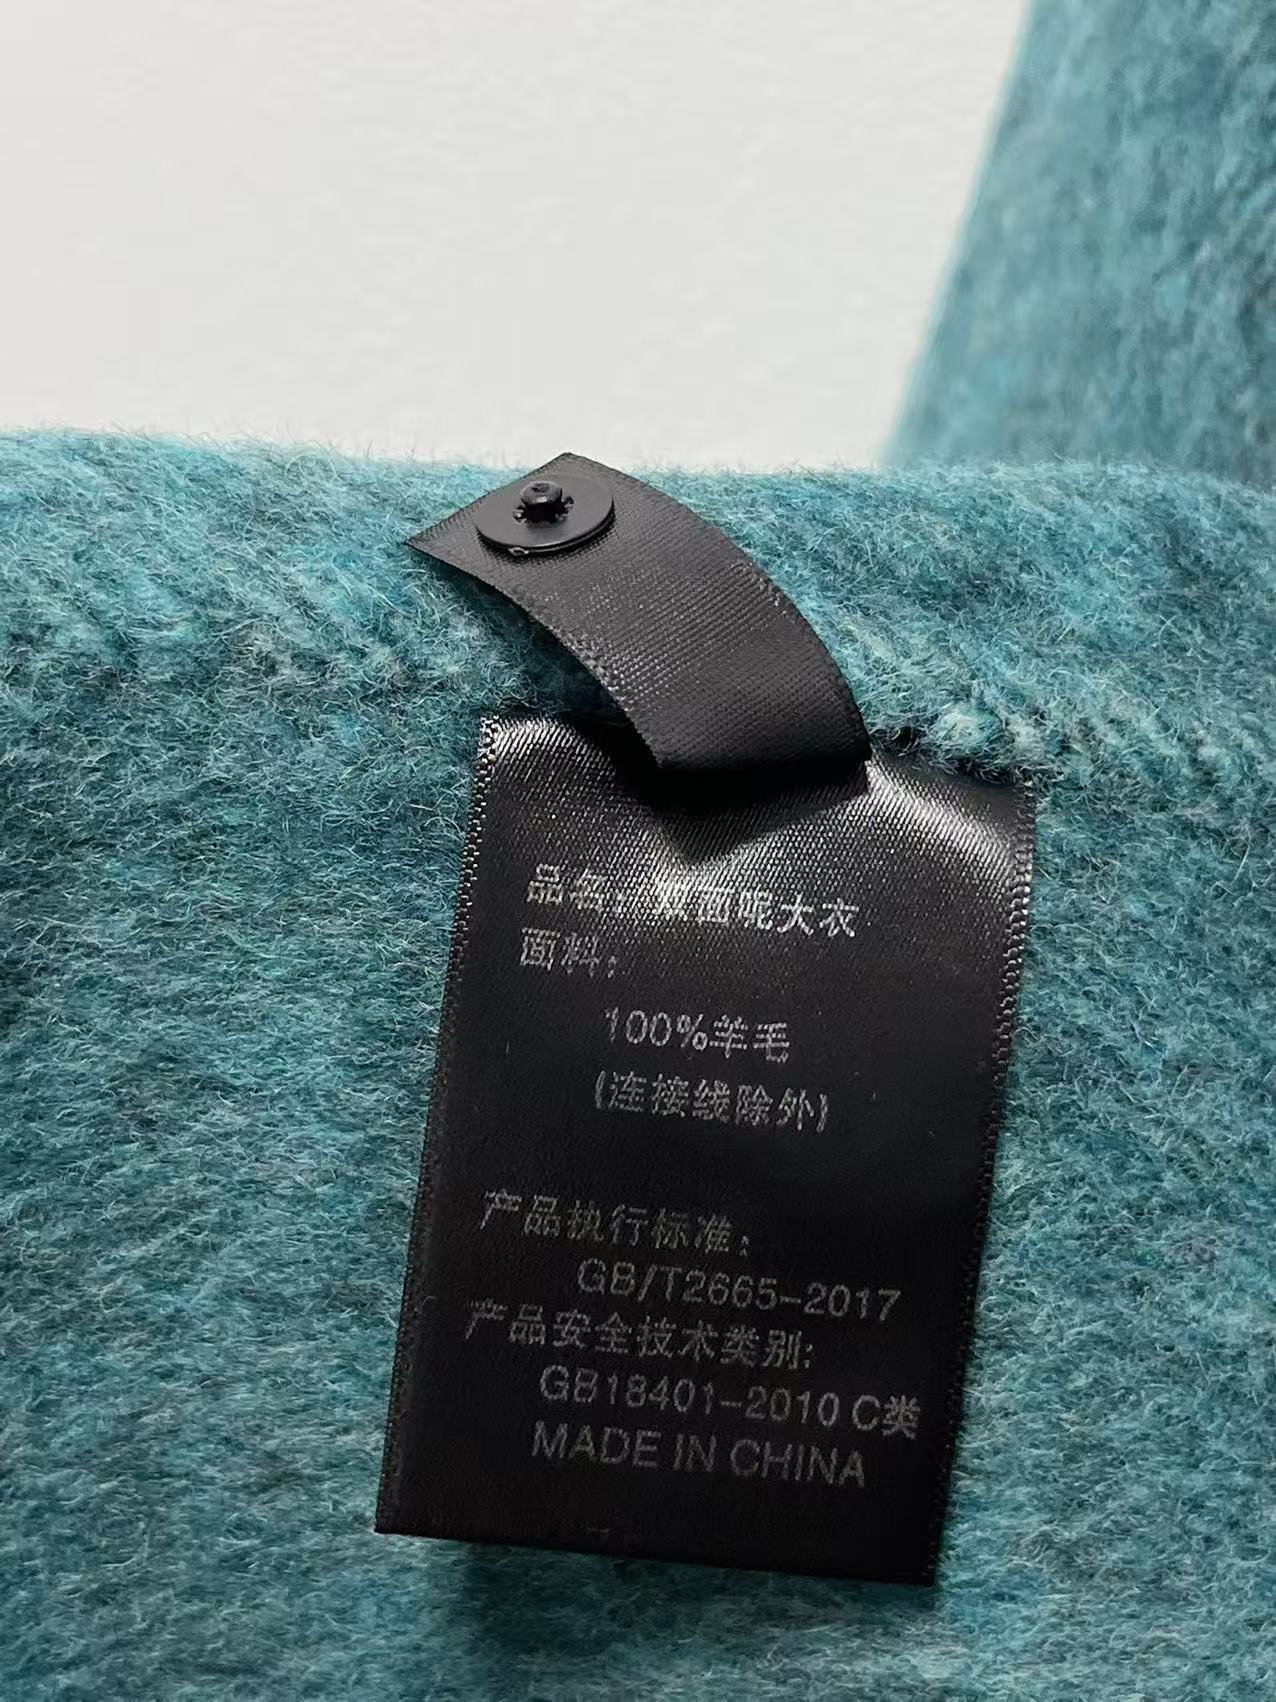 品名：双面呢大衣
面料：
100%羊毛
(连接线除外)
产品执行标准：
GB/T2665-2017
产品安全技术类别:
GB18401-2010 C类
MADE IN CHINA